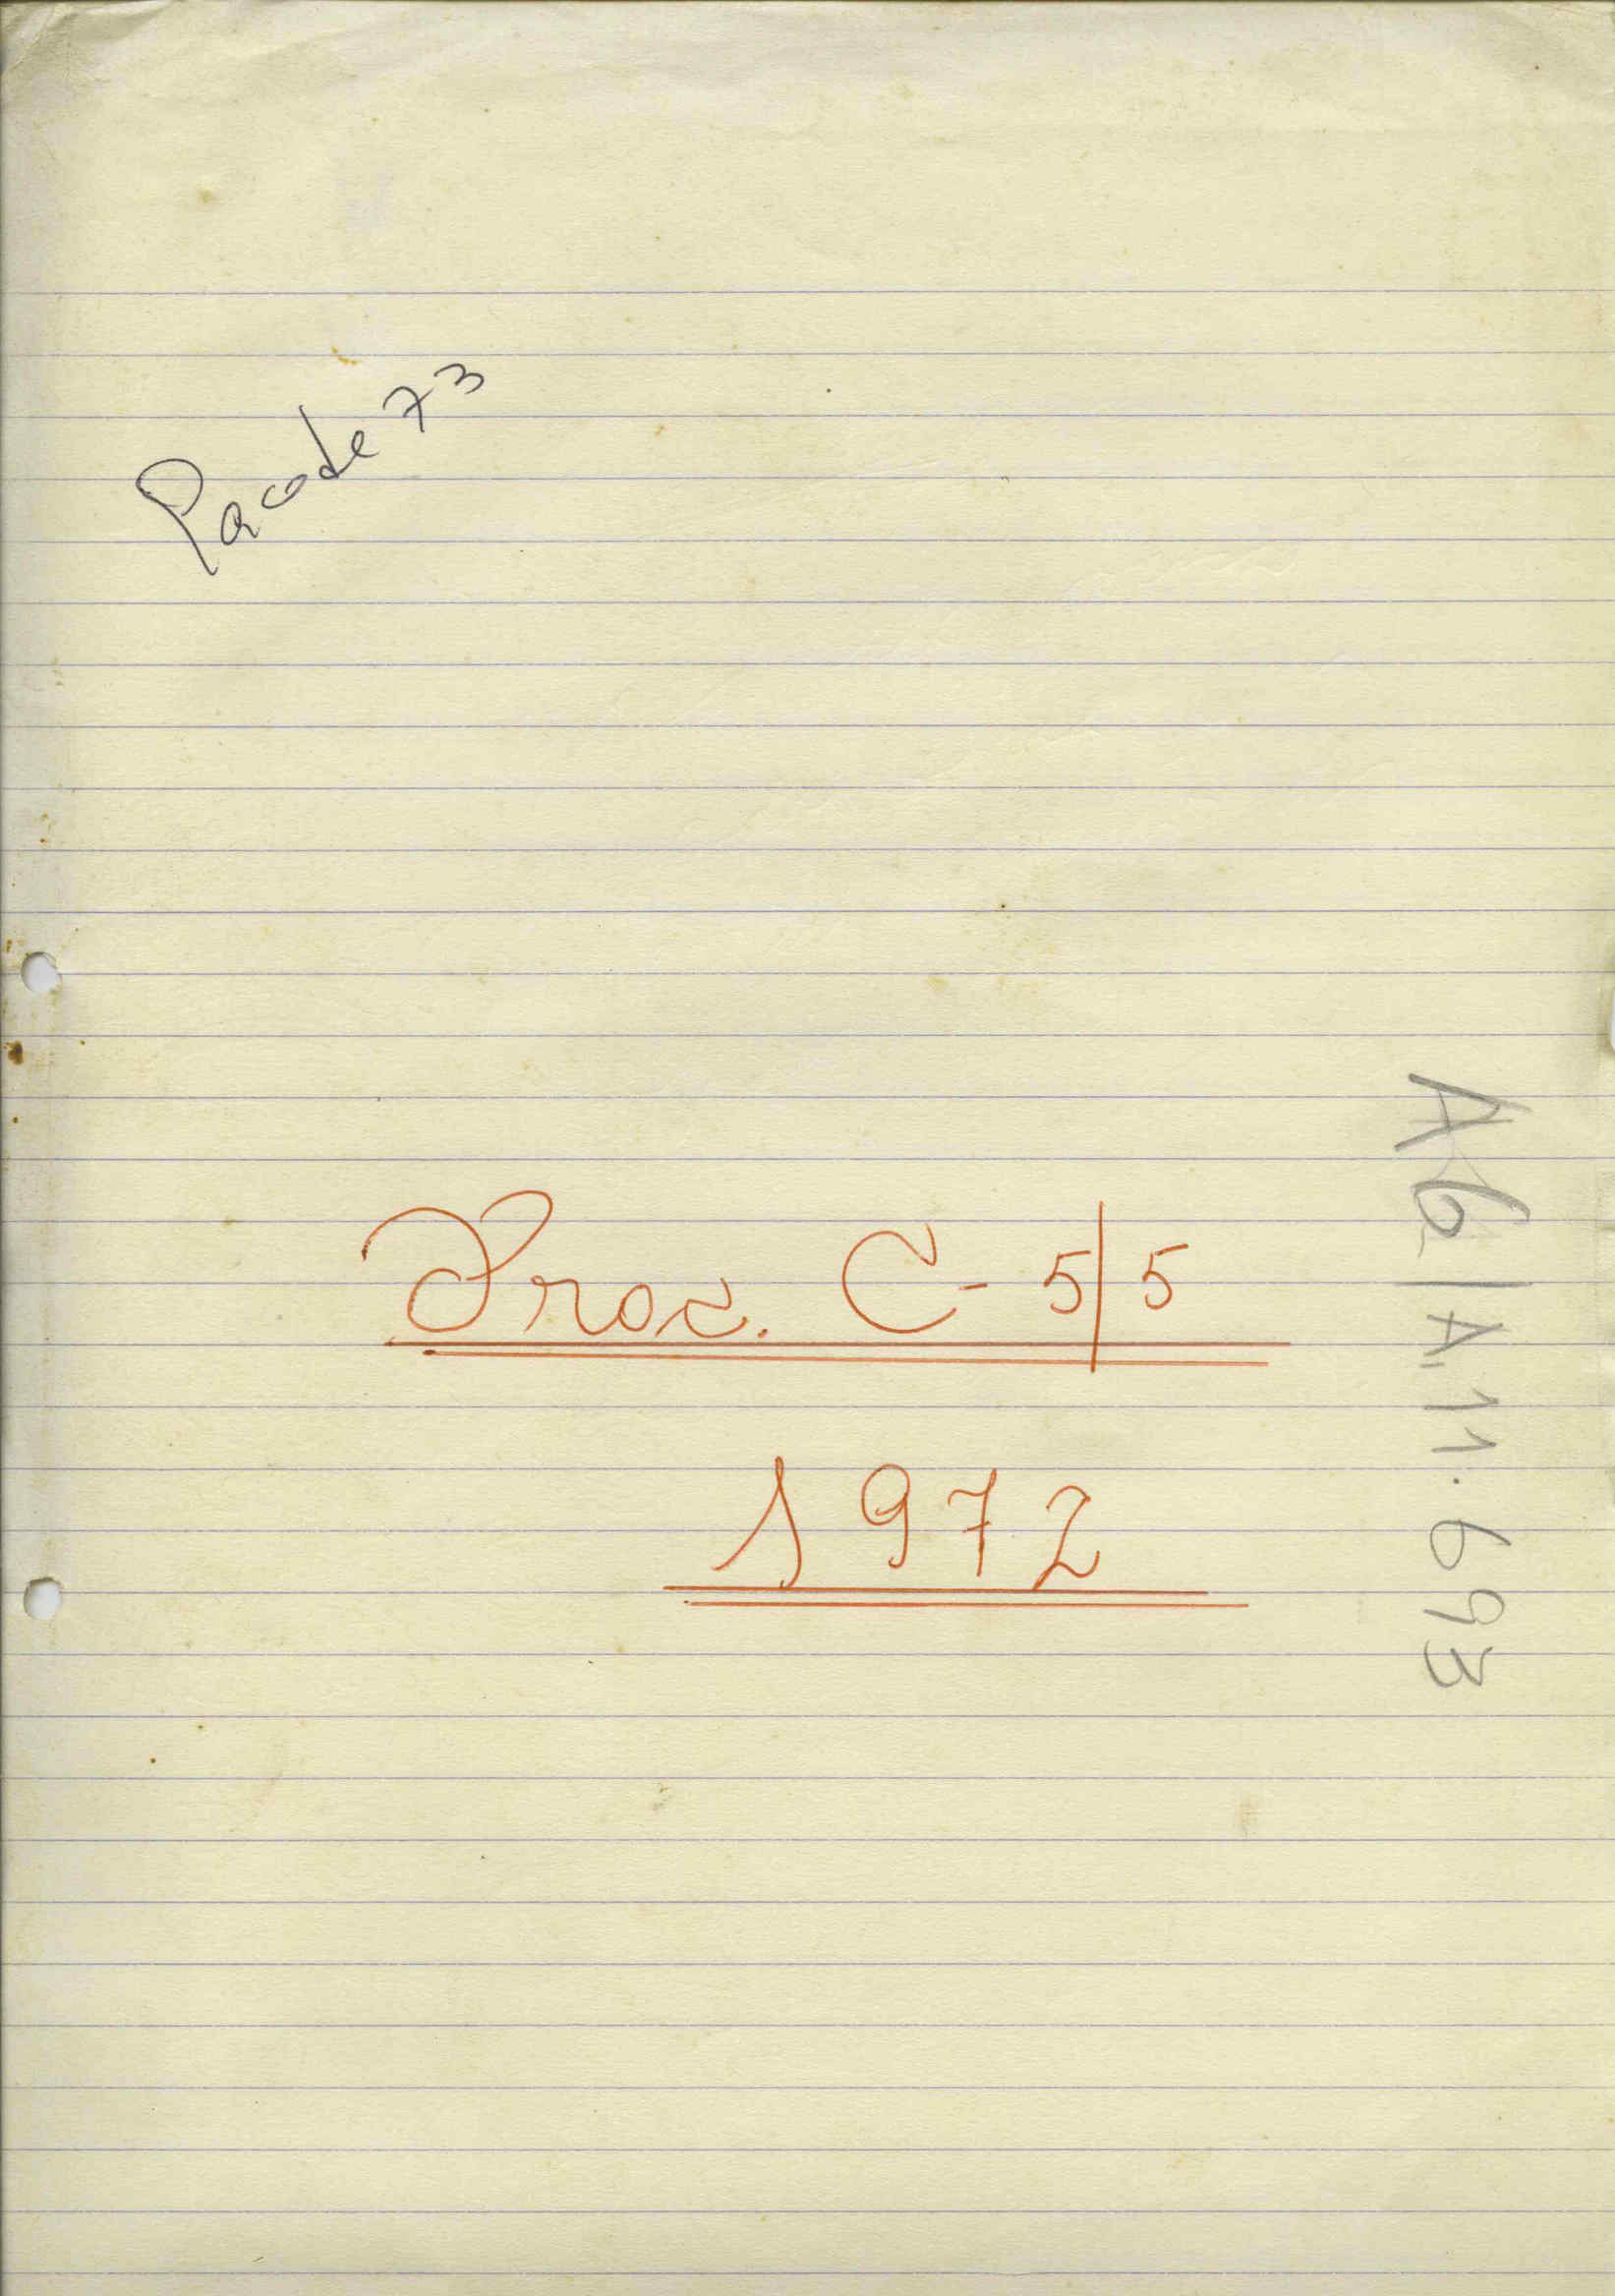 Pacote 73
Proc. C - 5/5
1972
A6/A.11.693